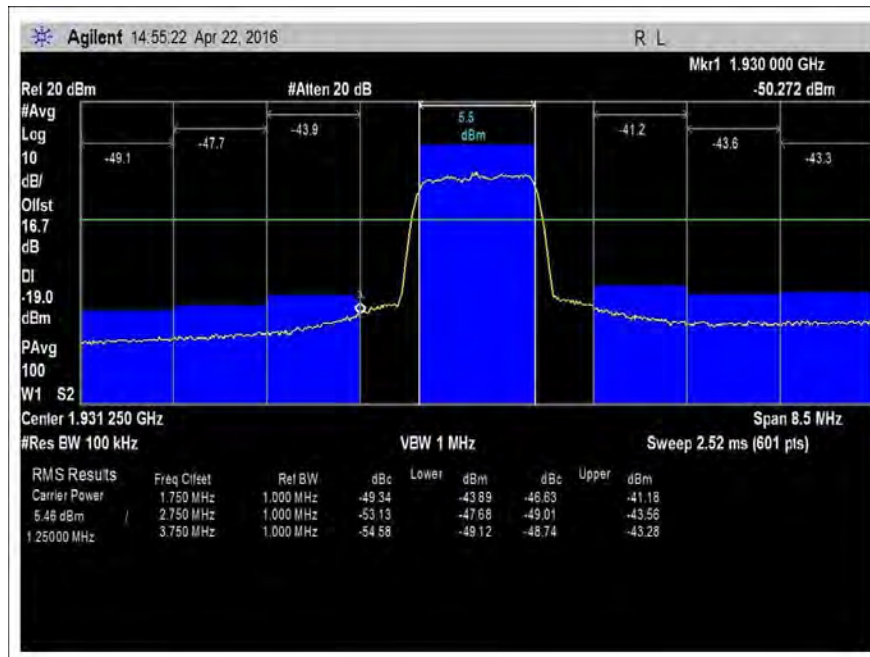 Agilent 14:55:22 Apr 22, 2016 R L
Mkr1 1.930 000 GHz
Rel 20 dBm #Atten 20 dB -50.272 dBm
#Avg
Log
10
dB/
Offst
16.7
dB
DI
-19.0
dBm
PAvg
100
W1 S2
-49.1 -47.7 -43.9 5.5 dBm -41.2 -43.6 -43.3
Center 1.931 250 GHz Span 8.5 MHz
#Res BW 100 kHz VBW 1 MHz Sweep 2.52 ms (601 pts)
RMS Results Freq Offset Ref BW dBc Lower dBm dBc Upper dBm
Carrier Power 1.750 MHz 1.000 MHz -49.34 -43.89 -46.63 -41.18
5.46 dBm / 2.750 MHz 1.000 MHz -53.13 -47.68 -49.01 -43.56
1.25000 MHz 3.750 MHz 1.000 MHz -54.58 -49.12 -48.74 -43.28